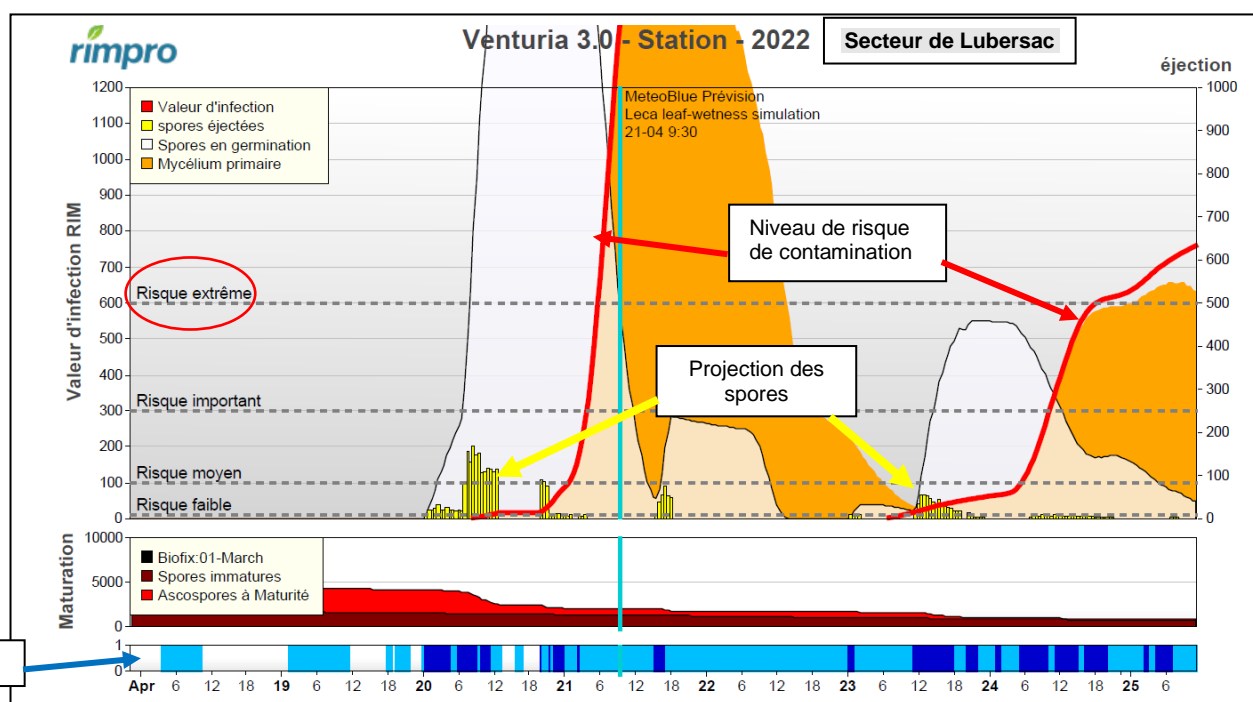 rimpro
Venturia 3.0 - Station - 2022
Secteur de Lubersac
éjection
Valeur d'infection RIM
1200
1100
1000
900
800
700
600
500
400
300
200
100
0
Valeur d'infection
spores éjectées
Spores en germination
Mycélium primaire
MeteoBlue Prévision
Leca leaf-wetness simulation
21-04 9:30
Niveau de risque
de contamination
Risque extrême
Projection des
spores
Risque important
Risque moyen
Risque faible
1000
900
800
700
600
500
400
300
200
100
0
Maturation
10000
5000
0
Biofix:01-March
Spores immatures
Ascospores à Maturité
1
0
Apr 6 12 18 19 6 12 18 20 6 12 18 21 6 12 18 22 6 12 18 23 6 12 18 24 6 12 18 25 6